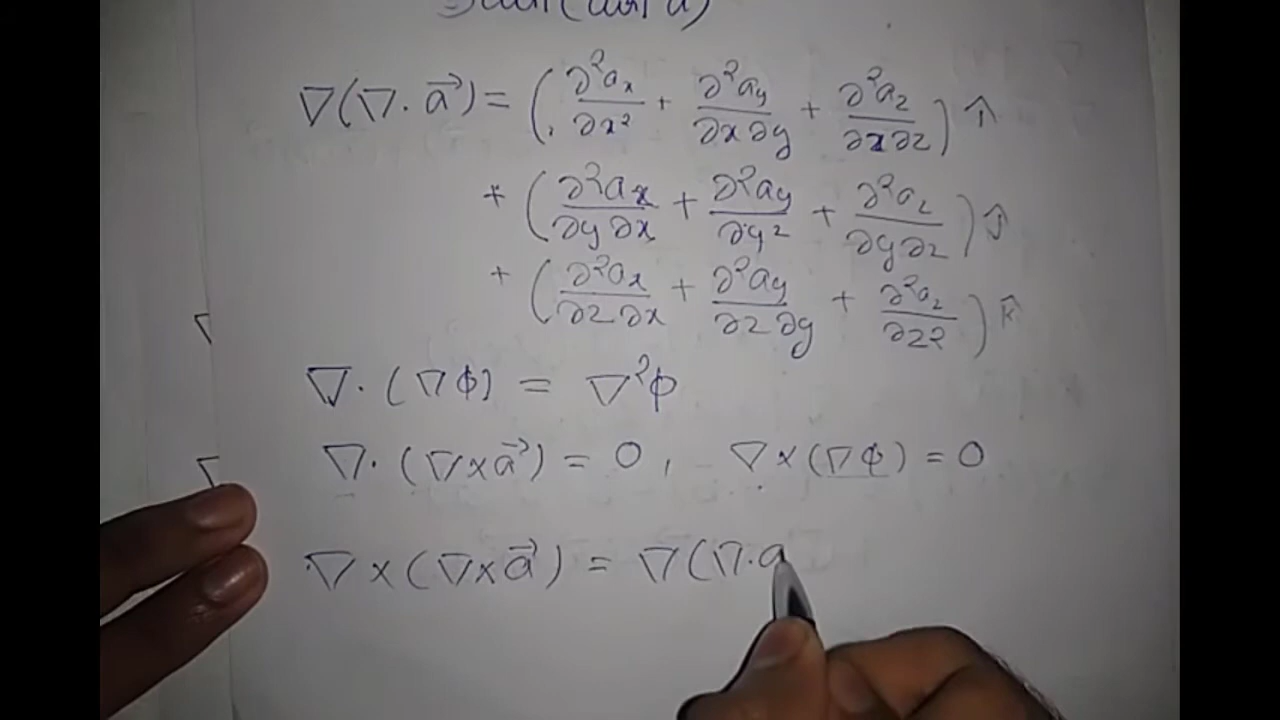 ∇(∇. a⃗) = (∂²aₓ/∂x² + ∂²a_y/∂x∂y + ∂²a_z/∂x∂z) î
+ (∂²aₓ/∂y∂x + ∂²a_y/∂y² + ∂²a_z/∂y∂z) ĵ
+ (∂²aₓ/∂z∂x + ∂²a_y/∂z∂y + ∂²a_z/∂z²) k̂
∇. (∇ϕ) = ∇²ϕ
∇. (∇×a⃗) = 0, ∇×(∇ϕ) = 0
∇×(∇×a⃗) = ∇(∇.a